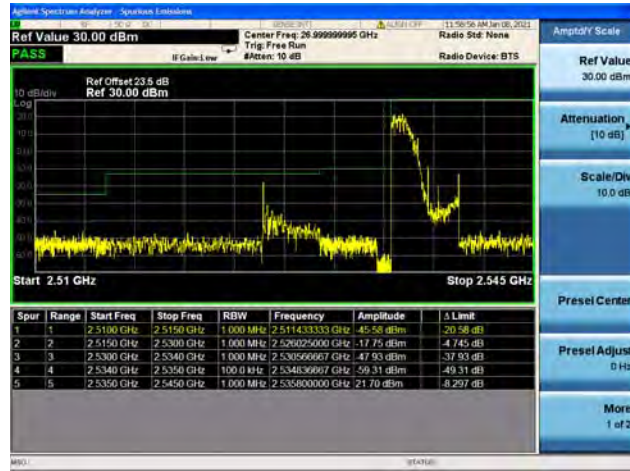 Agilent Spectrum Analyzer - Spurious Emissions
RF 50 Ω DC SENSE:INT ALIGN OFF 11:56:56 AM Jan 08, 2021
Ref Value 30.00 dBm Center Freq: 26.999999995 GHz Radio Std: None
PASS Trig: Free Run
IFGain:Low #Atten: 10 dB Radio Device: BTS
Ref Offset 23.5 dB
10 dB/div Ref 30.00 dBm
Log
Start 2.51 GHz Stop 2.545 GHz
Spur Range Start Freq Stop Freq RBW Frequency Amplitude Δ Limit
1 1 2.5100 GHz 2.5150 GHz 1.000 MHz 2.511433333 GHz -45.58 dBm -20.58 dB
2 2 2.5150 GHz 2.5300 GHz 1.000 MHz 2.526025000 GHz -17.75 dBm -4.745 dB
3 3 2.5300 GHz 2.5340 GHz 1.000 MHz 2.530566667 GHz -47.93 dBm -37.93 dB
4 4 2.5340 GHz 2.5350 GHz 100.0 kHz 2.534836667 GHz -59.31 dBm -49.31 dB
5 5 2.5350 GHz 2.5450 GHz 1.000 MHz 2.535800000 GHz 21.70 dBm -8.297 dB
MSG STATUS
Amptd/Y Scale
Ref Value
30.00 dBm
Attenuation
[10 dB]
Scale/Div
10.0 dB
Presel Center
Presel Adjust
0 Hz
More
1 of 2